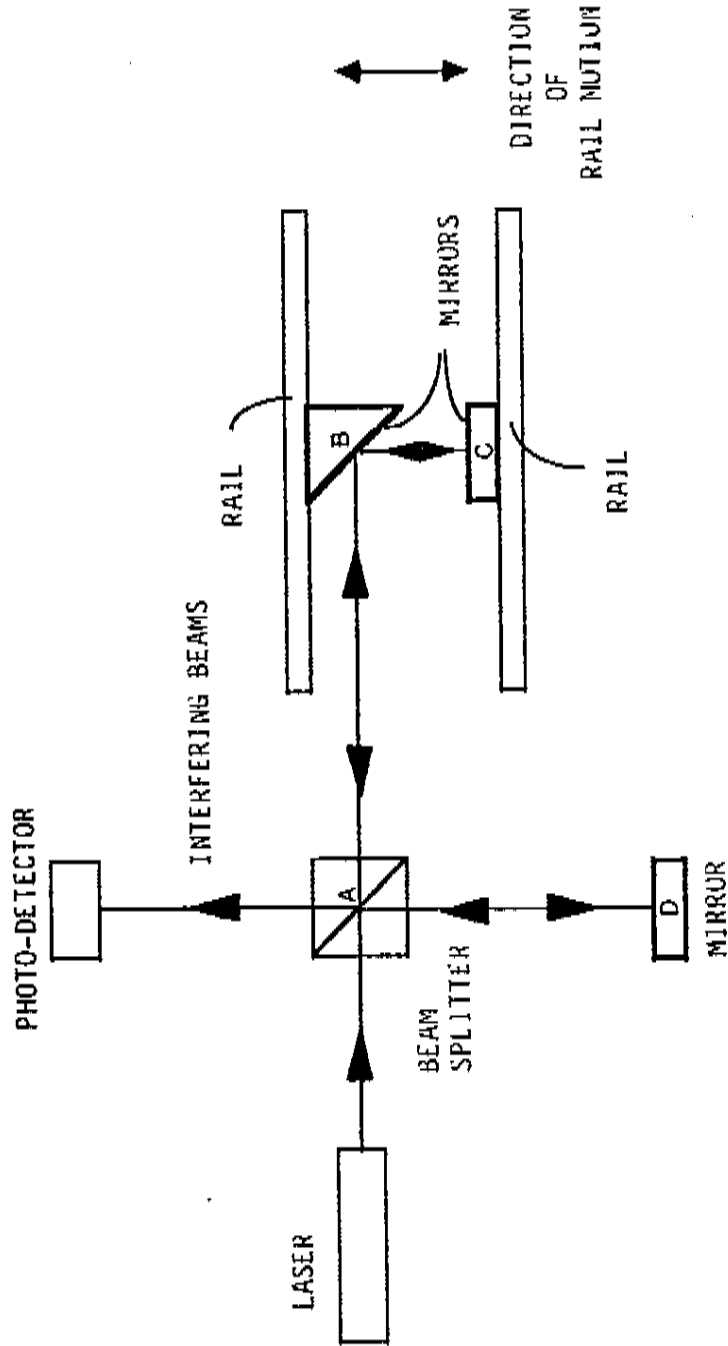 PHOTO-DETECTOR
INTERFERING BEAMS
LASER
A
BEAM
SPLITTER
D
MIRROR
RAIL
B
MIRRORS
C
RAIL
DIRECTION
OF
RAIL MOTION